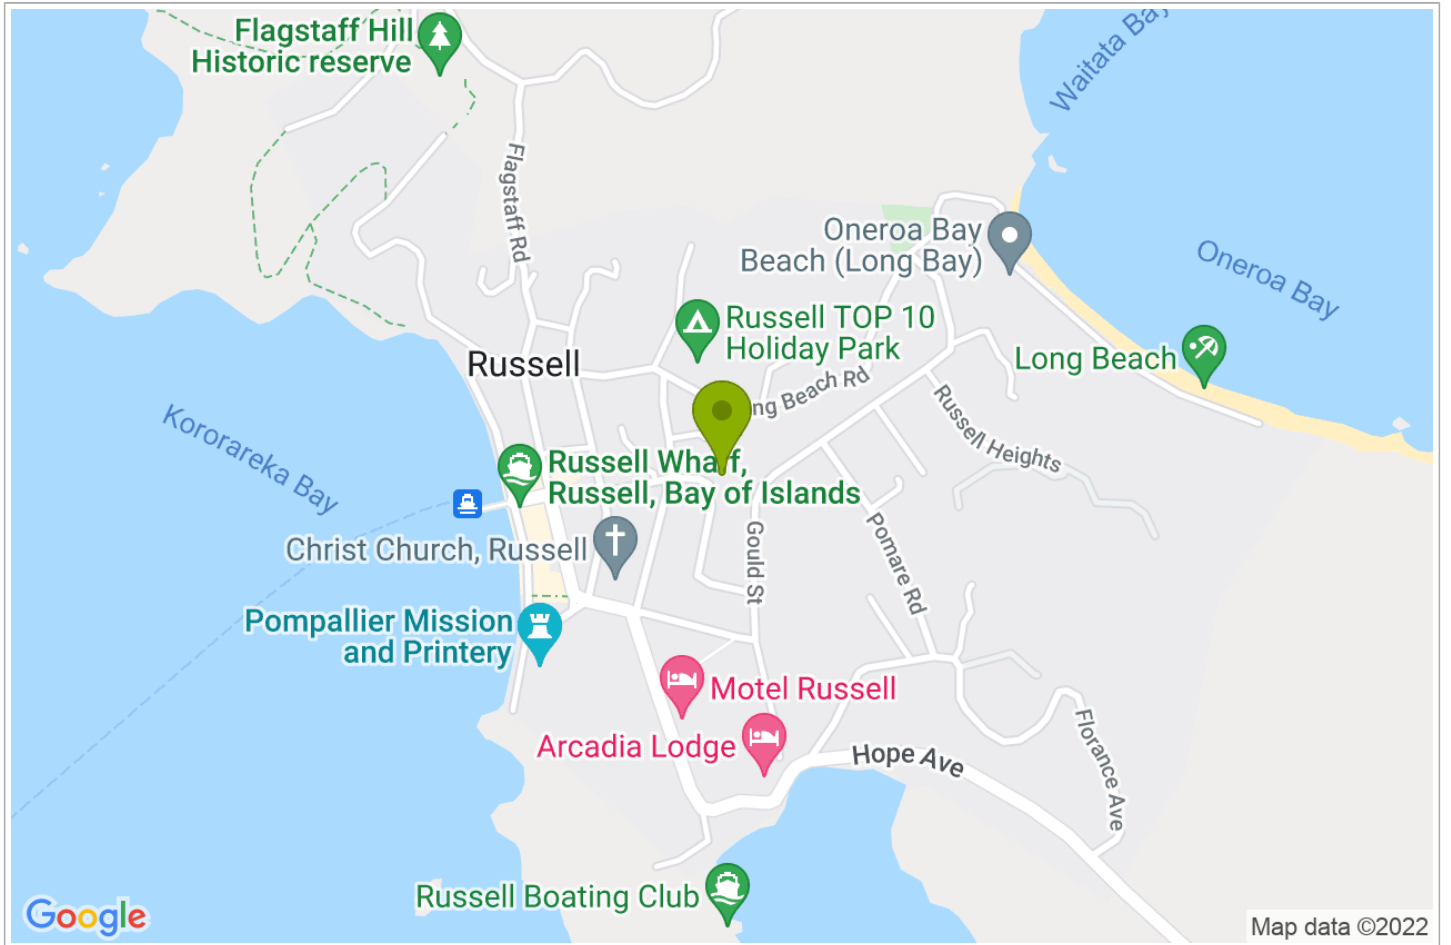 Flagstaff Hill
Historic reserve
Waitata Bay
Flagstaff Rd
Oneroa Bay
Beach (Long Bay)
Oneroa Bay
Russell TOP 10
Holiday Park
Long Beach
Russell
ng Beach Rd
Russell Heights
Kororareka Bay
Russell Wharf,
Russell, Bay of Islands
Christ Church, Russell
Gould St
Pomare Rd
Pompallier Mission
and Printery
Motel Russell
Arcadia Lodge
Hope Ave
Florance Ave
Russell Boating Club
Google
Map data ©2022